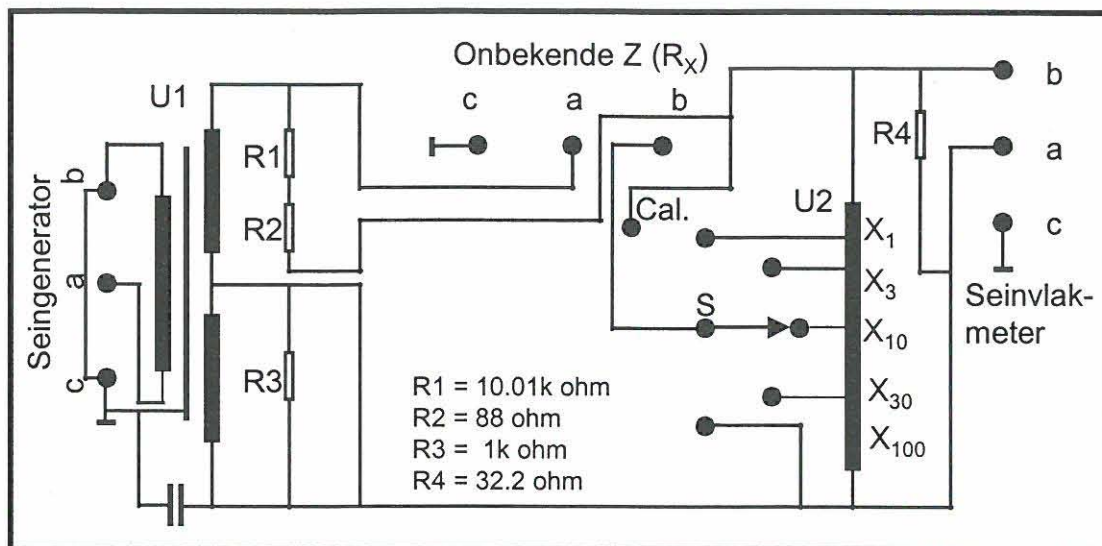 Onbekende Z (RX)
c a b
b
U1
R1
R4
a
b
Seingenerator
a
c
R2
Cal.
U2
X1
c
X3
S
X10
Seinvlak-
meter
R3
R1 = 10.01k ohm
R2 = 88 ohm
R3 = 1k ohm
R4 = 32.2 ohm
X30
X100